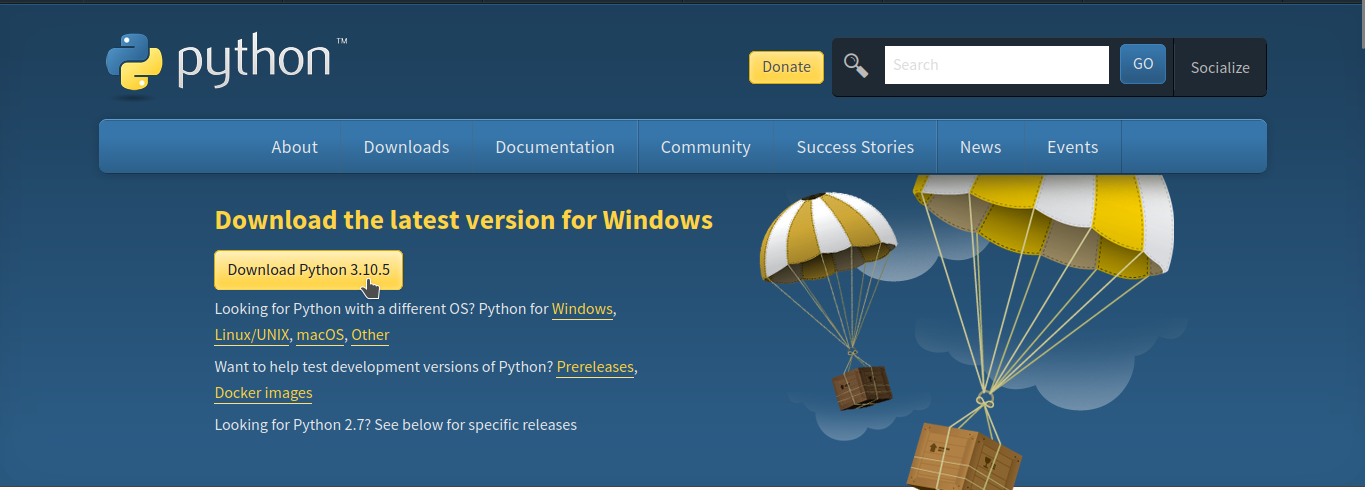 python™
Donate
Search
GO
Socialize
About
Downloads
Documentation
Community
Success Stories
News
Events
Download the latest version for Windows
Download Python 3.10.5
Looking for Python with a different OS? Python for Windows,
Linux/UNIX, macOS, Other
Want to help test development versions of Python? Prereleases,
Docker images
Looking for Python 2.7? See below for specific releases